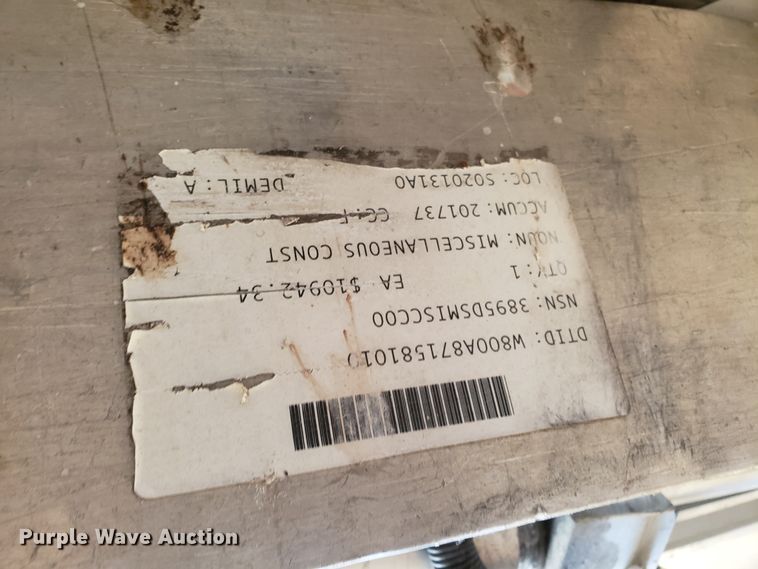 DTID: W800A871581010
NSN: 3895DSMISCC00
QTY: 1 EA $10942.34
NOUN: MISCELLANEOUS CONST
ACCUM: 201737 CC: F
LOC: S020131A0 DEMIL: A
Purple Wave Auction®